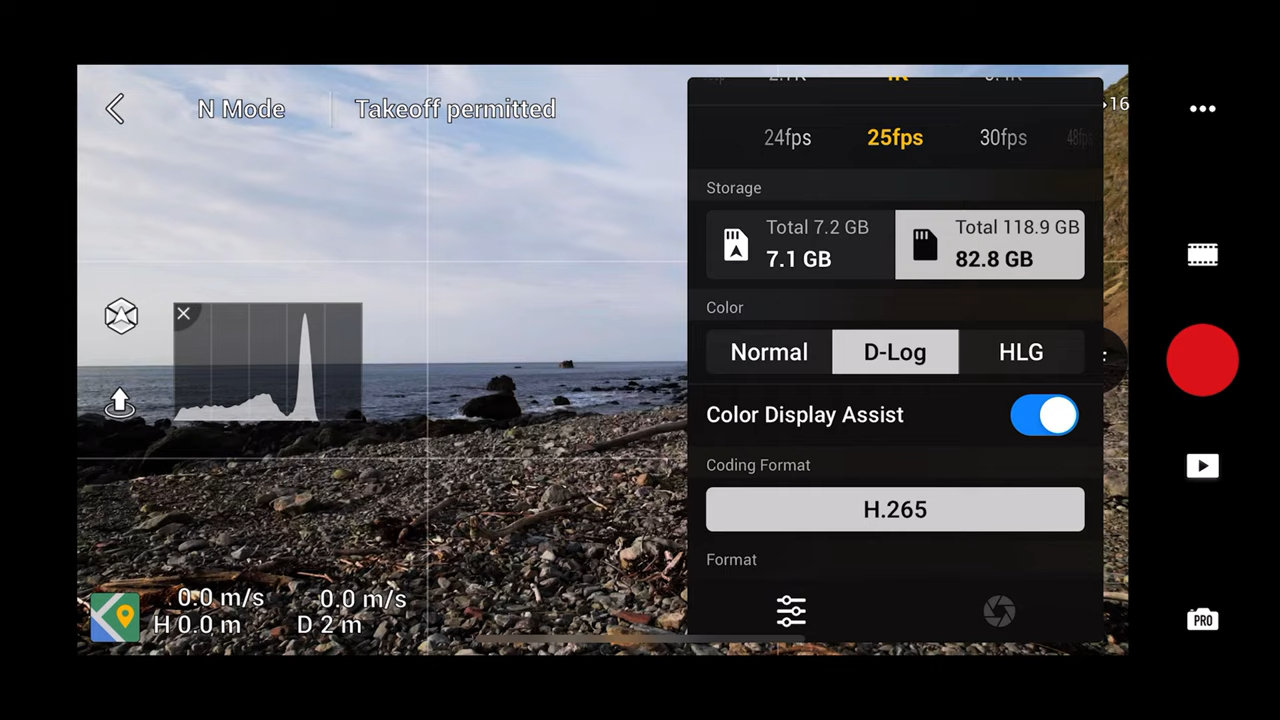 N Mode
Takeoff permitted
16
24fps
25fps
30fps
48fps
Storage
Total 7.2 GB
7.1 GB
Total 118.9 GB
82.8 GB
Color
Normal
D-Log
HLG
Color Display Assist
Coding Format
H.265
Format
0.0 m/s
0.0 m/s
H 0.0 m
D 2 m
PRO